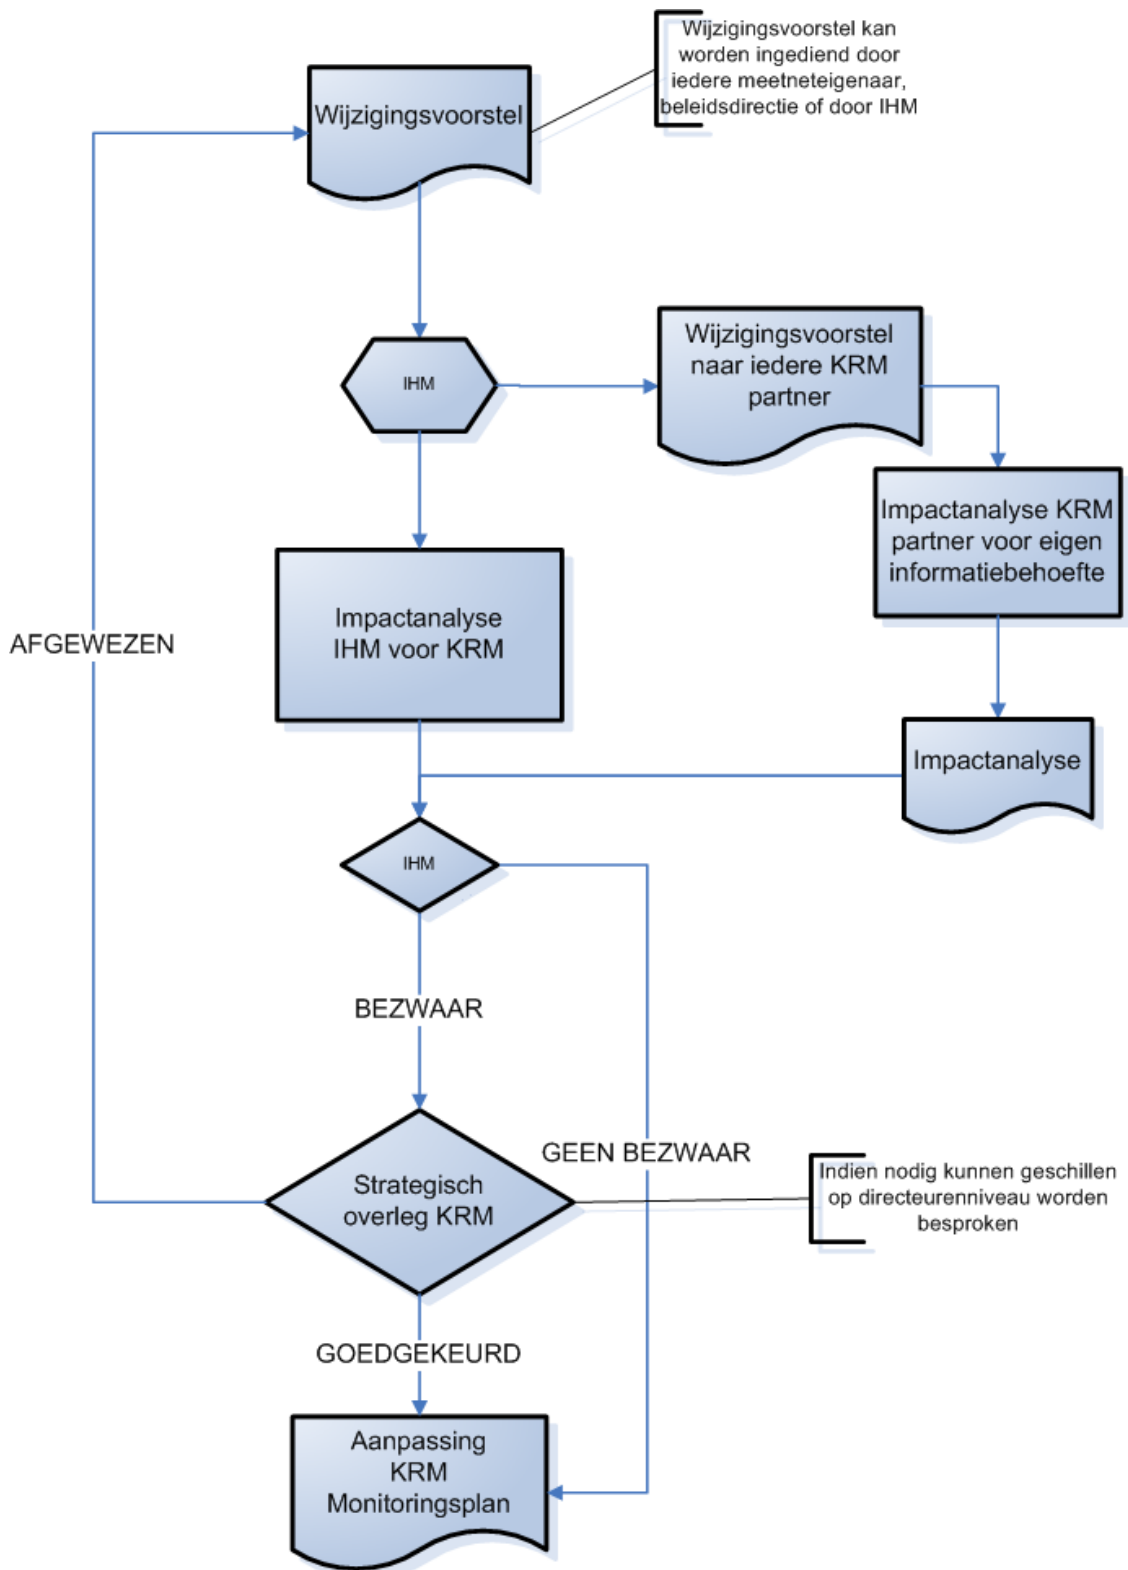 Wijzigingsvoorstel kan
worden ingediend door
iedere meetneteigenaar,
beleidsdirectie of door IHM
Wijzigingsvoorstel
IHM
Wijzigingsvoorstel
naar iedere KRM
partner
Impactanalyse KRM
partner voor eigen
informatiebehoefte
Impactanalyse
IHM voor KRM
AFGEWEZEN
Impactanalyse
IHM
BEZWAAR
GEEN BEZWAAR
Strategisch
overleg KRM
Indien nodig kunnen geschillen
op directeurenniveau worden
besproken
GOEDGEKEURD
Aanpassing
KRM
Monitoringsplan